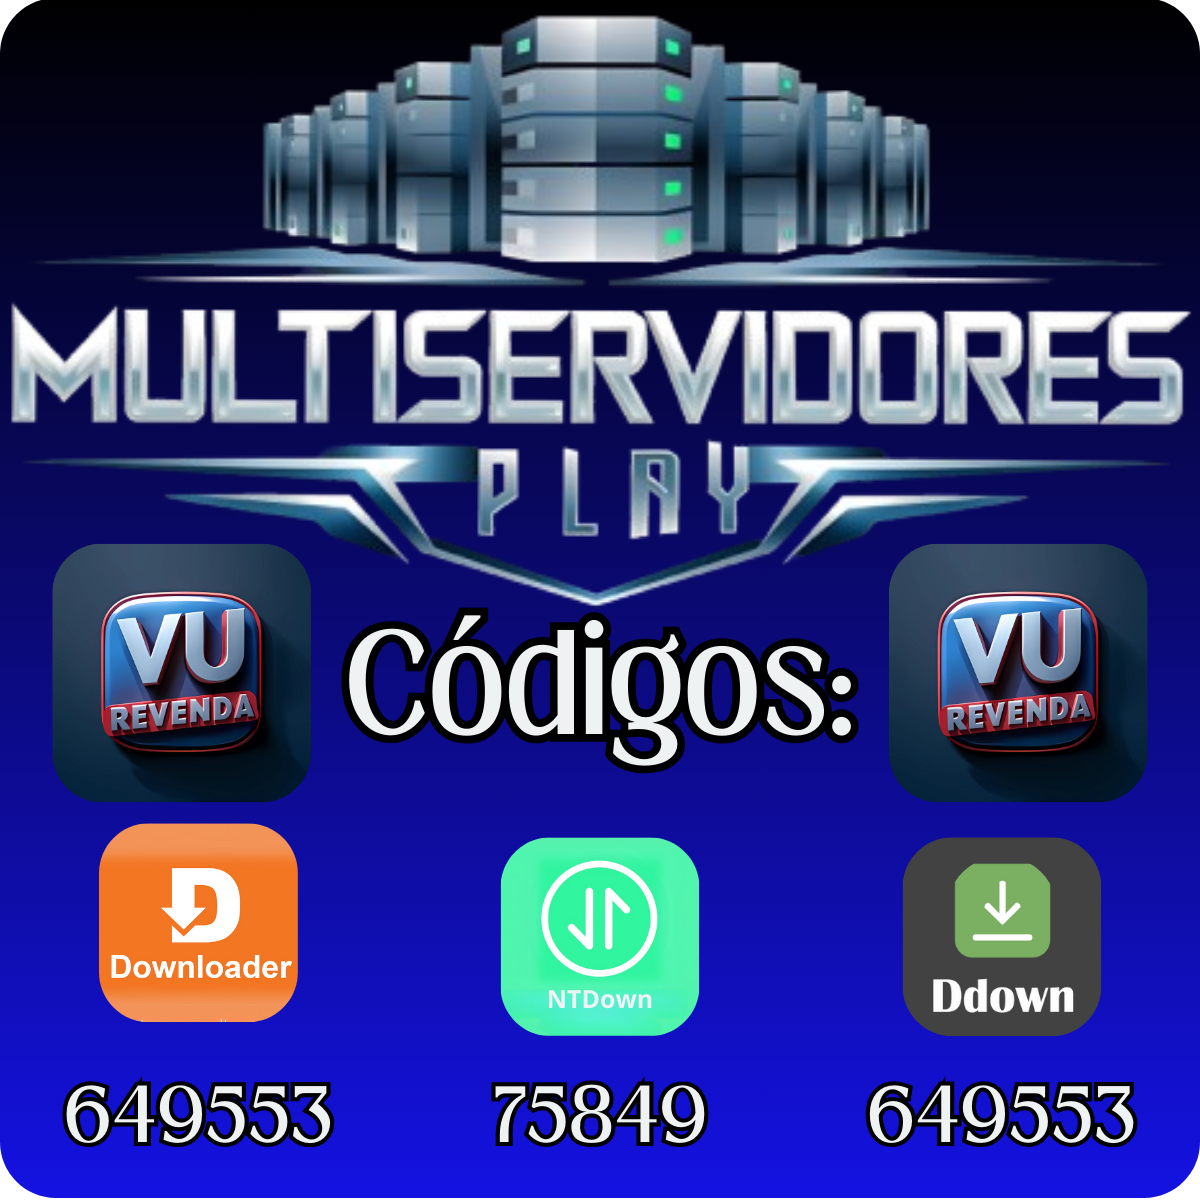 MULTISERVIDORES
PLAY
VU
REVENDA
Códigos:
VU
REVENDA
Downloader
NTDown
Ddown
649553
75849
649553